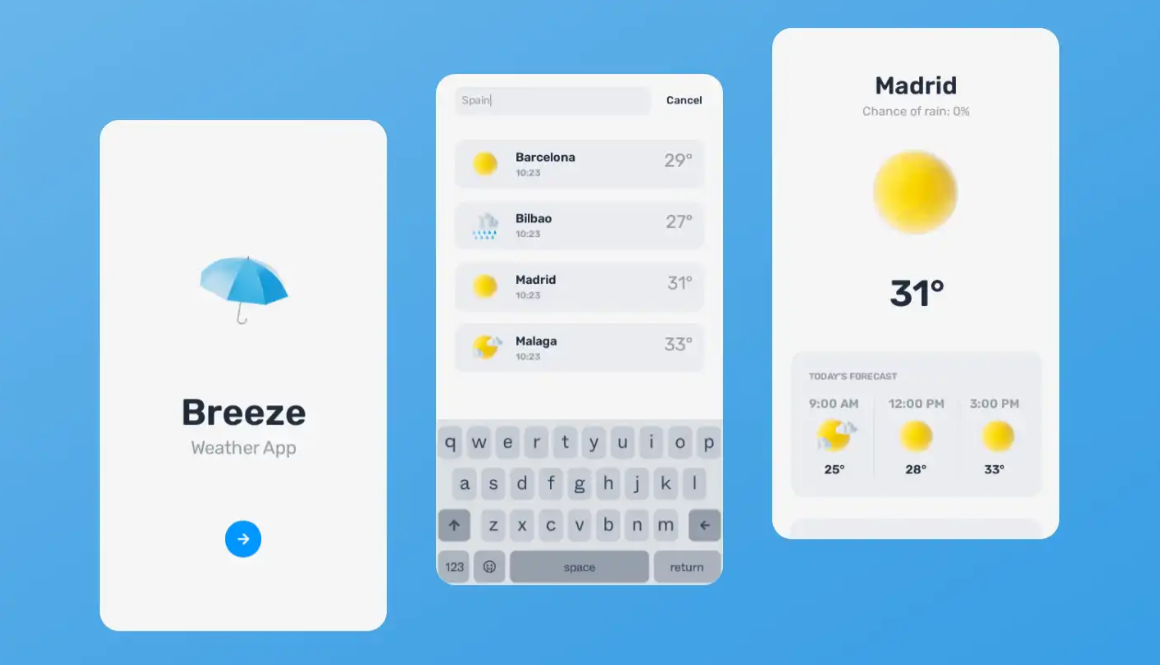 Breeze
Weather App
Spain
Cancel
Barcelona
10:23
29°
Bilbao
10:23
27°
Madrid
10:23
31°
Malaga
10:23
33°
q w e r t y u i o p
a s d f g h j k l
z x c v b n m
123 space return
Madrid
Chance of rain: 0%
31°
TODAY'S FORECAST
9:00 AM 12:00 PM 3:00 PM
25° 28° 33°